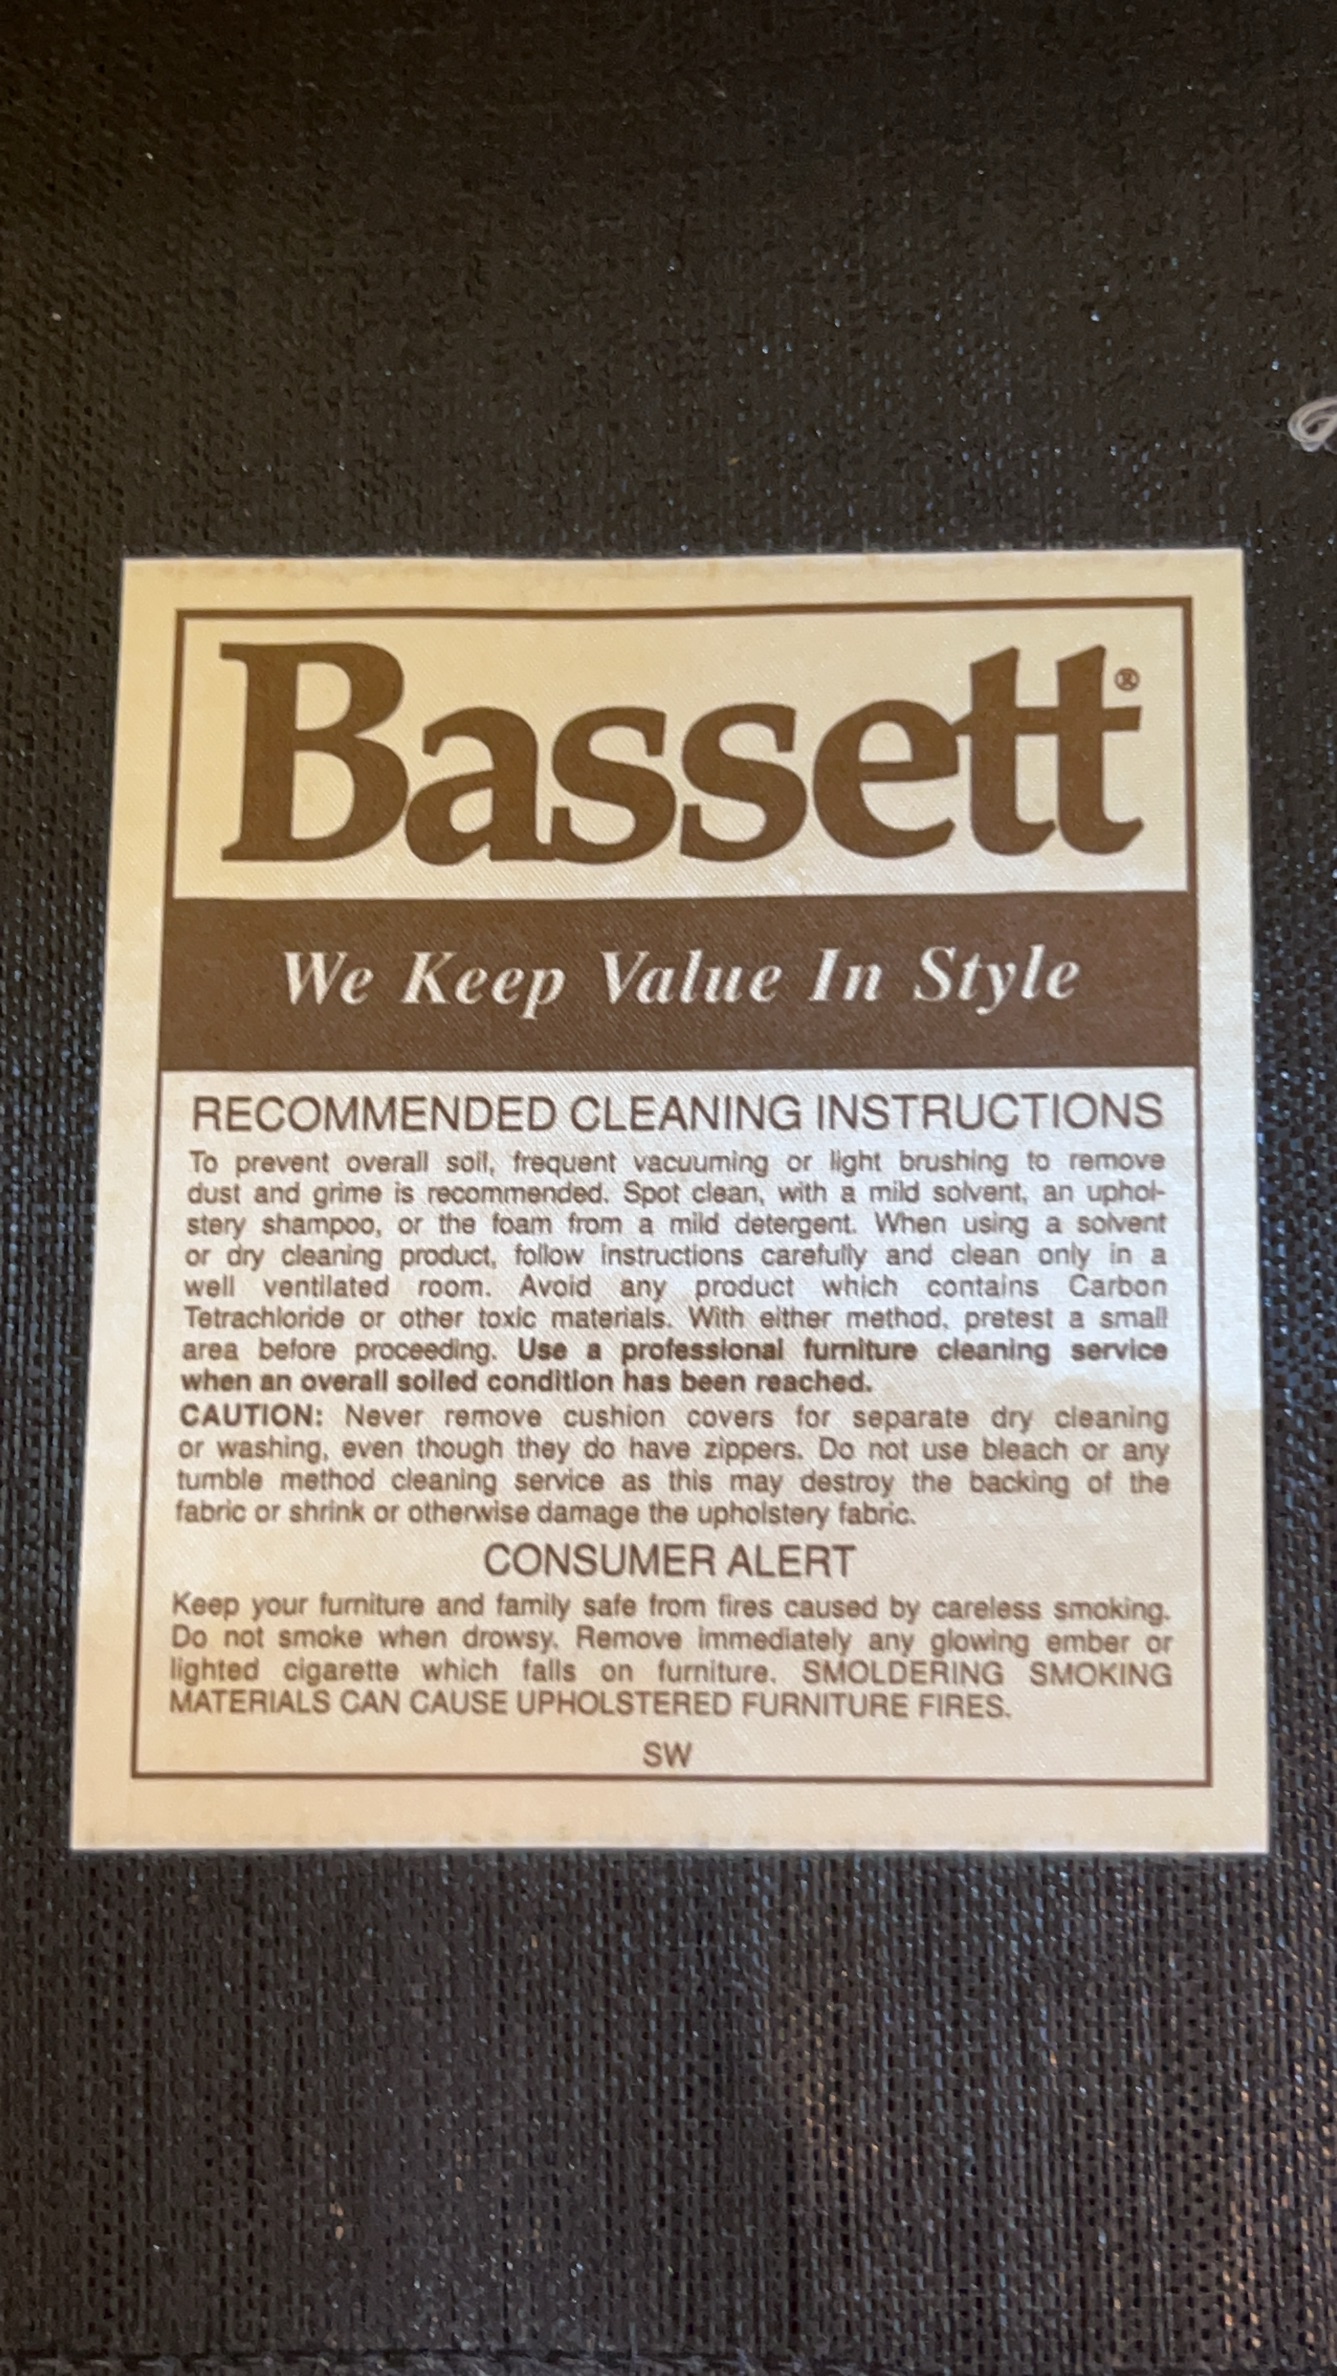 Bassett®
We Keep Value In Style
RECOMMENDED CLEANING INSTRUCTIONS
To prevent overall soil, frequent vacuuming or light brushing to remove
dust and grime is recommended. Spot clean, with a mild solvent, an uphol-
stery shampoo, or the foam from a mild detergent. When using a solvent
or dry cleaning product, follow instructions carefully and clean only in a
well ventilated room. Avoid any product which contains Carbon
Tetrachloride or other toxic materials. With either method, pretest a small
area before proceeding. Use a professional furniture cleaning service
when an overall soiled condition has been reached.
CAUTION: Never remove cushion covers for separate dry cleaning
or washing, even though they do have zippers. Do not use bleach or any
tumble method cleaning service as this may destroy the backing of the
fabric or shrink or otherwise damage the upholstery fabric.
CONSUMER ALERT
Keep your furniture and family safe from fires caused by careless smoking.
Do not smoke when drowsy. Remove immediately any glowing ember or
lighted cigarette which falls on furniture. SMOLDERING SMOKING
MATERIALS CAN CAUSE UPHOLSTERED FURNITURE FIRES.
SW